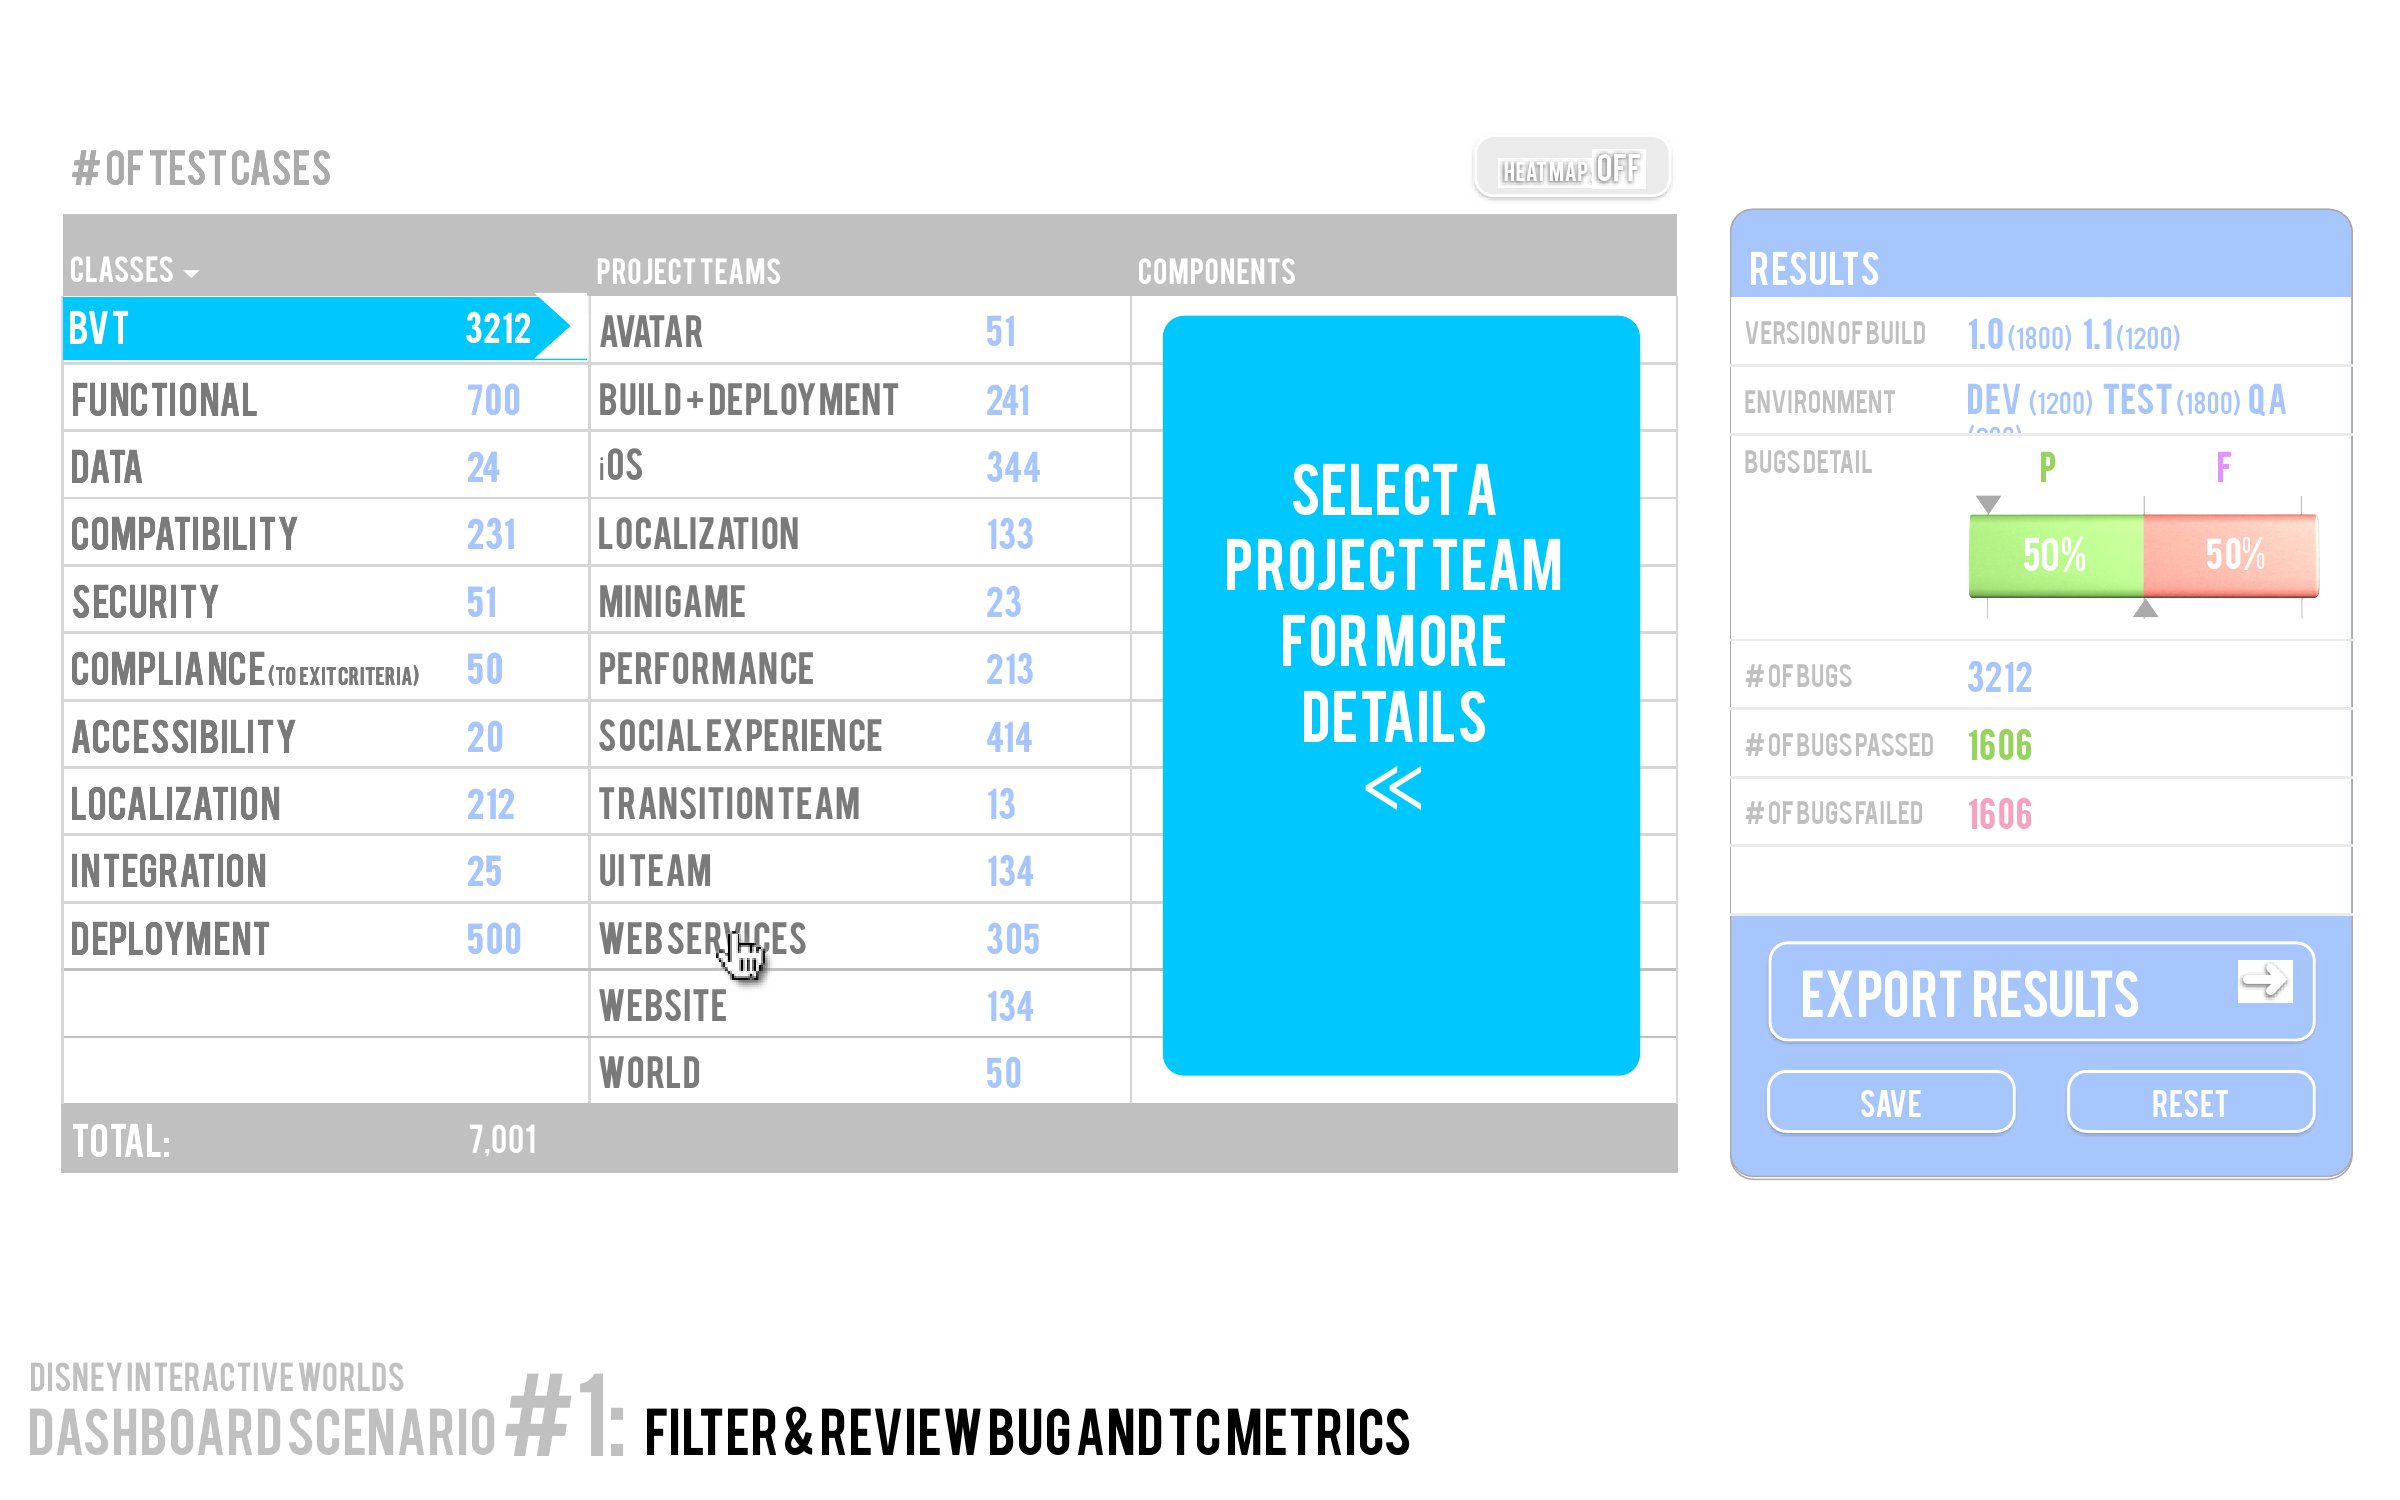 # OF TEST CASES
HEATMAP: OFF
CLASSES PROJECT TEAMS COMPONENTS
BVT 3212 AVATAR 51
FUNCTIONAL 700 BUILD + DEPLOYMENT 241
DATA 24 iOS 344
COMPATIBILITY 231 LOCALIZATION 133
SECURITY 51 MINIGAME 23
COMPLIANCE (TO EXIT CRITERIA) 50 PERFORMANCE 213
ACCESSIBILITY 20 SOCIAL EXPERIENCE 414
LOCALIZATION 212 TRANSITION TEAM 13
INTEGRATION 25 UI TEAM 134
DEPLOYMENT 500 WEB SERVICES 305
WEBSITE 134
WORLD 50
TOTAL: 7,001
SELECT A
PROJECT TEAM
FOR MORE
DETAILS
<<
RESULTS
VERSION OF BUILD 1.0 (1800) 1.1 (1200)
ENVIRONMENT DEV (1200) TEST (1800) QA
BUGS DETAIL P F
50% 50%
# OF BUGS 3212
# OF BUGS PASSED 1606
# OF BUGS FAILED 1606
EXPORT RESULTS
SAVE RESET
DISNEY INTERACTIVE WORLDS
DASHBOARD SCENARIO #1: FILTER & REVIEW BUG AND TC METRICS